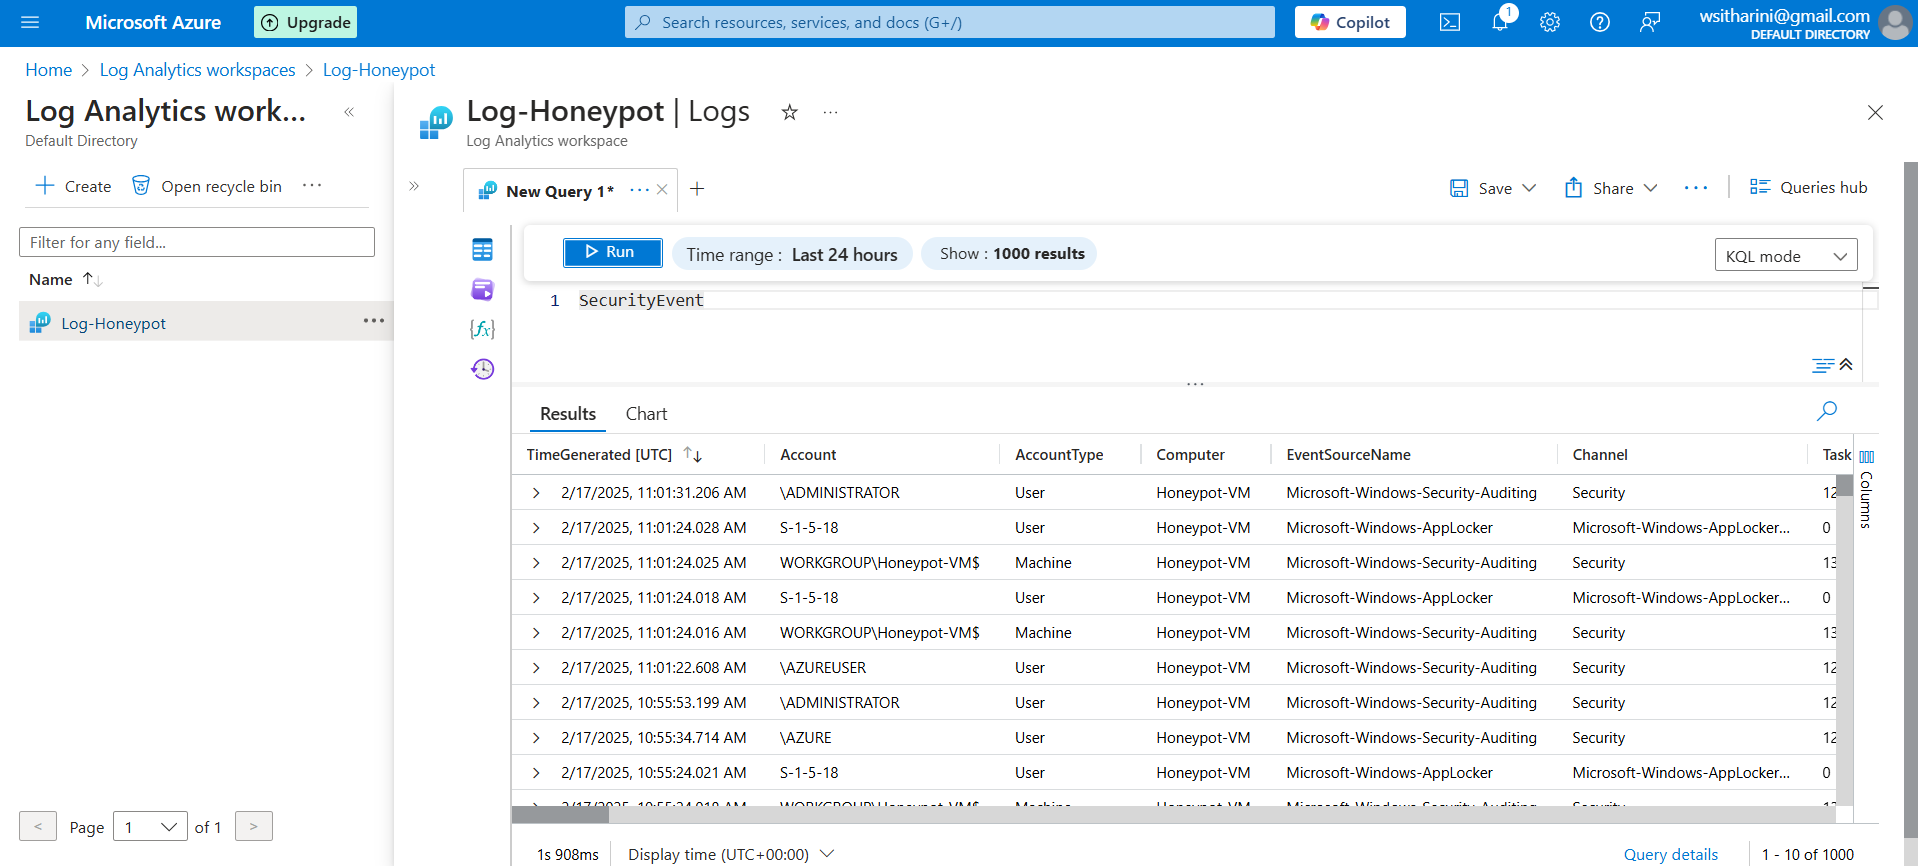 Microsoft Azure
Upgrade
Search resources, services, and docs (G+/)
Copilot
1
wsitharini@gmail.com
DEFAULT DIRECTORY
Home > Log Analytics workspaces > Log-Honeypot
Log Analytics work...
Default Directory
Create
Open recycle bin
Filter for any field...
Name
Log-Honeypot
< Page 1 of 1 >
Log-Honeypot | Logs
Log Analytics workspace
New Query 1*
Save
Share
Queries hub
Run
Time range : Last 24 hours
Show : 1000 results
KQL mode
1 SecurityEvent
{fx}
Results
Chart
TimeGenerated [UTC] Account AccountType Computer EventSourceName Channel Task
2/17/2025, 11:01:31.206 AM \ADMINISTRATOR User Honeypot-VM Microsoft-Windows-Security-Auditing Security 12
2/17/2025, 11:01:24.028 AM S-1-5-18 User Honeypot-VM Microsoft-Windows-AppLocker Microsoft-Windows-AppLocker... 0
2/17/2025, 11:01:24.025 AM WORKGROUP\Honeypot-VM$ Machine Honeypot-VM Microsoft-Windows-Security-Auditing Security 13
2/17/2025, 11:01:24.018 AM S-1-5-18 User Honeypot-VM Microsoft-Windows-AppLocker Microsoft-Windows-AppLocker... 0
2/17/2025, 11:01:24.016 AM WORKGROUP\Honeypot-VM$ Machine Honeypot-VM Microsoft-Windows-Security-Auditing Security 13
2/17/2025, 11:01:22.608 AM \AZUREUSER User Honeypot-VM Microsoft-Windows-Security-Auditing Security 12
2/17/2025, 10:55:53.199 AM \ADMINISTRATOR User Honeypot-VM Microsoft-Windows-Security-Auditing Security 12
2/17/2025, 10:55:34.714 AM \AZURE User Honeypot-VM Microsoft-Windows-Security-Auditing Security 12
2/17/2025, 10:55:24.021 AM S-1-5-18 User Honeypot-VM Microsoft-Windows-AppLocker Microsoft-Windows-AppLocker... 0
Columns
1s 908ms
Display time (UTC+00:00)
Query details
1 - 10 of 1000